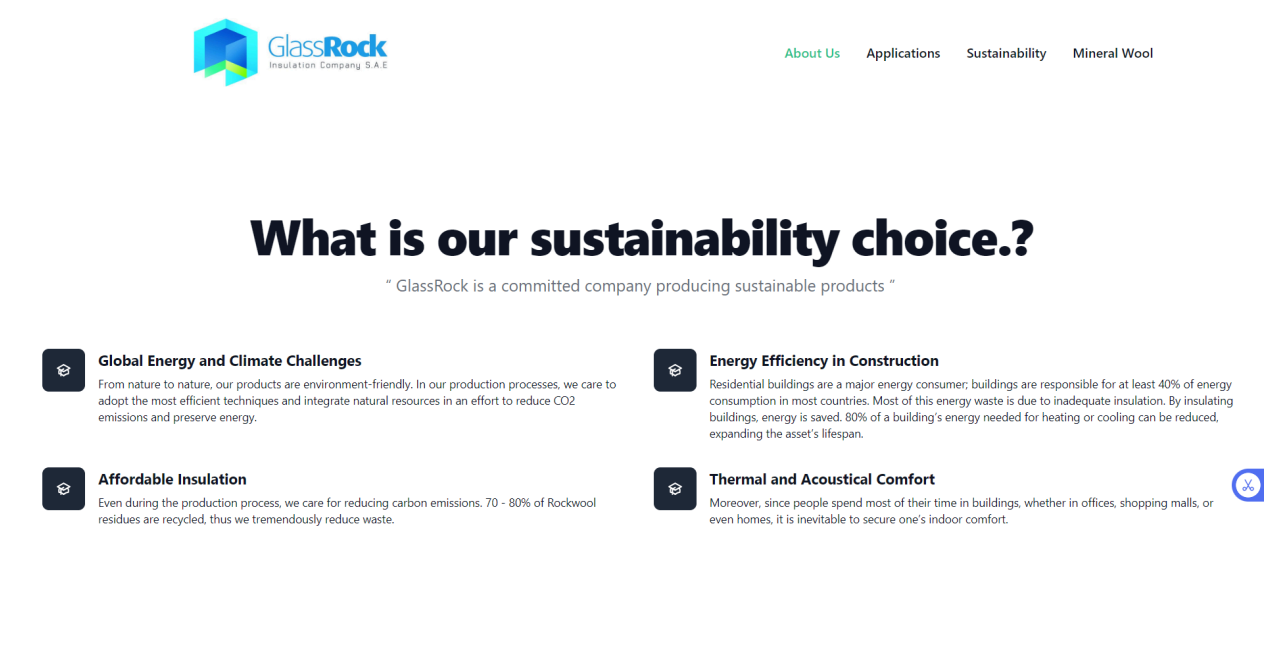 GlassRock
Insulation Company S.A.E
About Us
Applications
Sustainability
Mineral Wool
What is our sustainability choice.?
“ GlassRock is a committed company producing sustainable products ”
Global Energy and Climate Challenges
From nature to nature, our products are environment-friendly. In our production processes, we care to
adopt the most efficient techniques and integrate natural resources in an effort to reduce CO2
emissions and preserve energy.
Energy Efficiency in Construction
Residential buildings are a major energy consumer; buildings are responsible for at least 40% of energy
consumption in most countries. Most of this energy waste is due to inadequate insulation. By insulating
buildings, energy is saved. 80% of a building's energy needed for heating or cooling can be reduced,
expanding the asset's lifespan.
Affordable Insulation
Even during the production process, we care for reducing carbon emissions. 70 - 80% of Rockwool
residues are recycled, thus we tremendously reduce waste.
Thermal and Acoustical Comfort
Moreover, since people spend most of their time in buildings, whether in offices, shopping malls, or
even homes, it is inevitable to secure one's indoor comfort.